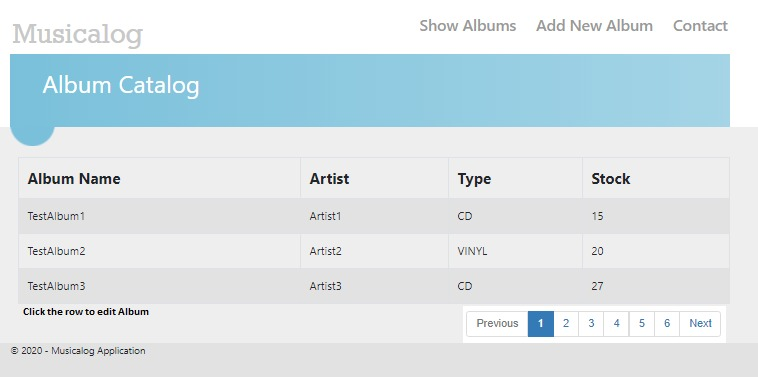 Musicalog
Show Albums Add New Album Contact
Album Catalog
Album Name Artist Type Stock
TestAlbum1 Artist1 CD 15
TestAlbum2 Artist2 VINYL 20
TestAlbum3 Artist3 CD 27
Click the row to edit Album
Previous 1 2 3 4 5 6 Next
© 2020 - Musicalog Application